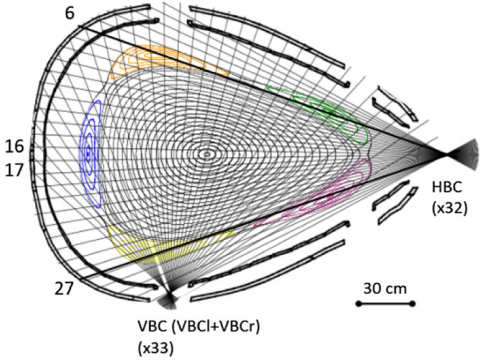 6
16
17
27
HBC
(x32)
30 cm
VBC (VBCl+VBCr)
(x33)